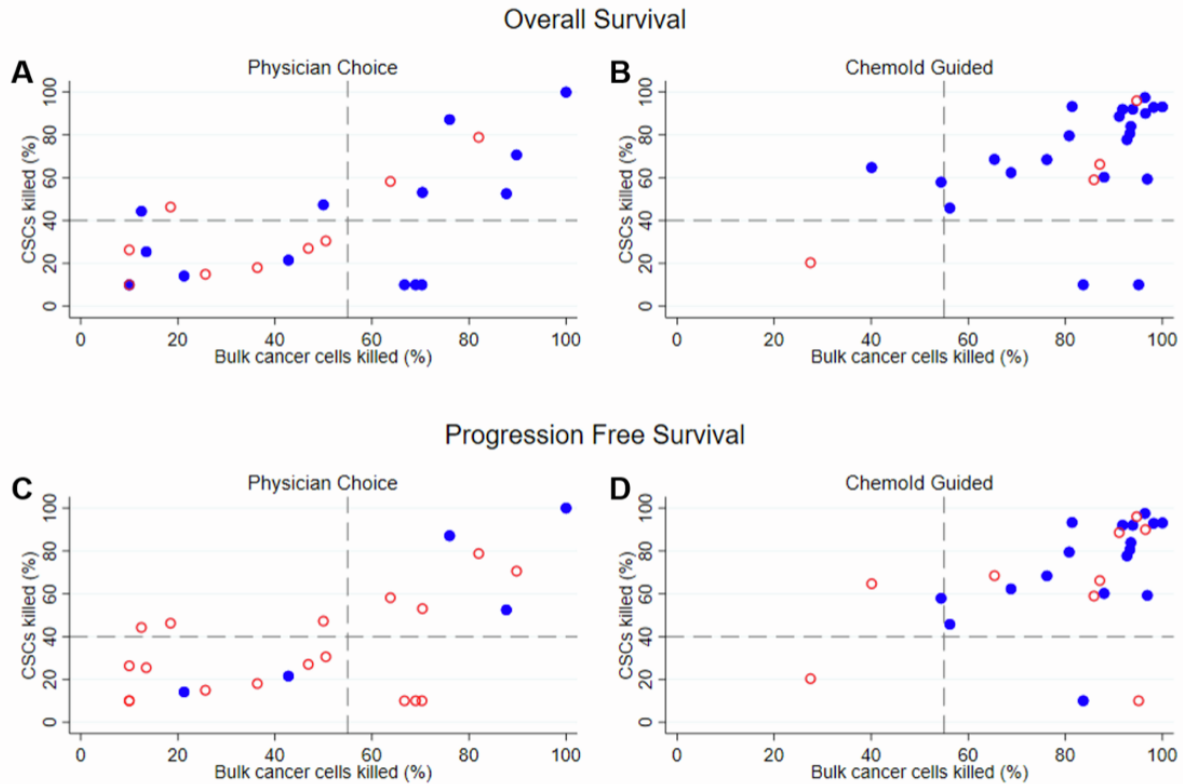 Overall Survival
A
Physician Choice
CSCs killed (%)
0 20 40 60 80 100
0 20 40 60 80 100
Bulk cancer cells killed (%)
B
ChemoId Guided
CSCs killed (%)
0 20 40 60 80 100
0 20 40 60 80 100
Bulk cancer cells killed (%)
Progression Free Survival
C
Physician Choice
CSCs killed (%)
0 20 40 60 80 100
0 20 40 60 80 100
Bulk cancer cells killed (%)
D
ChemoId Guided
CSCs killed (%)
0 20 40 60 80 100
0 20 40 60 80 100
Bulk cancer cells killed (%)